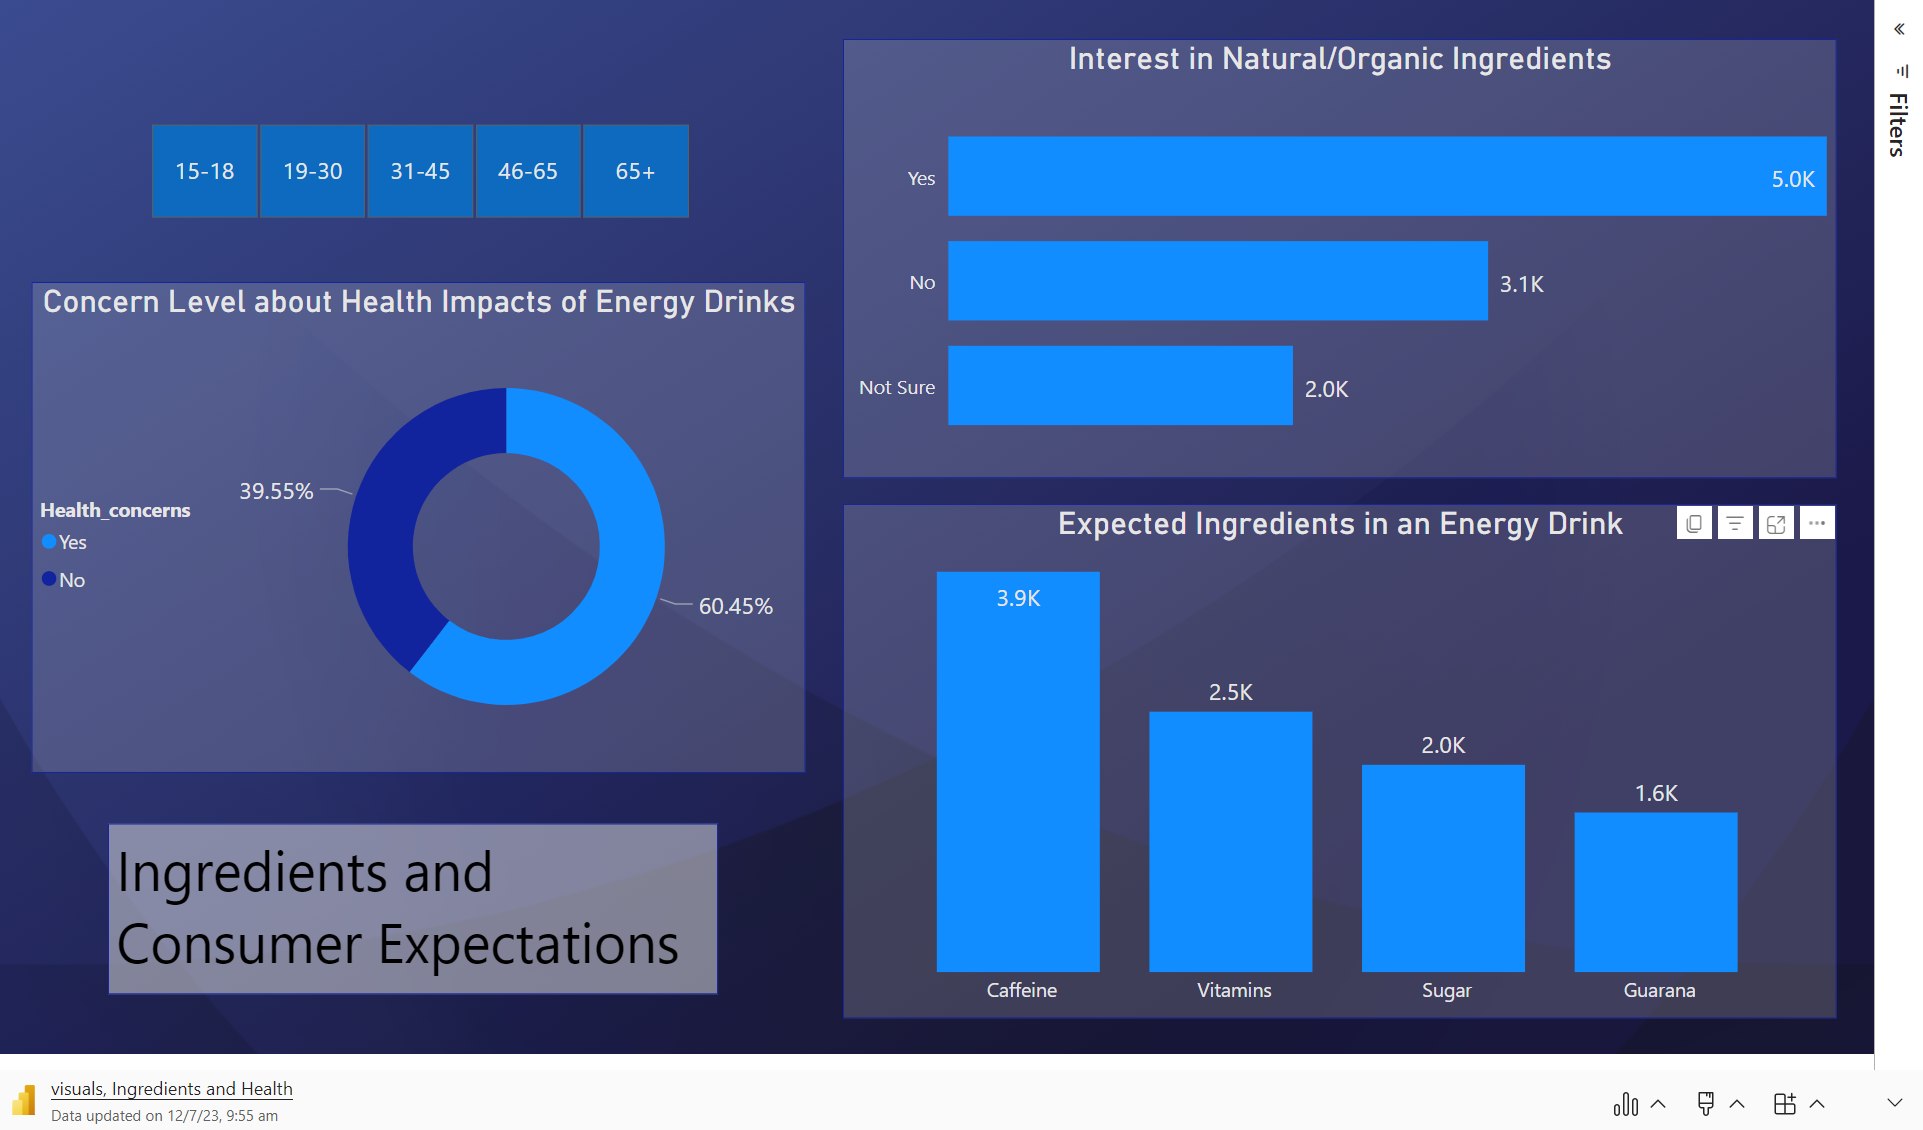 15-18
19-30
31-45
46-65
65+
Concern Level about Health Impacts of Energy Drinks
39.55%
60.45%
Health_concerns
Yes
No
Ingredients and
Consumer Expectations
Interest in Natural/Organic Ingredients
Yes
5.0K
No
3.1K
Not Sure
2.0K
Expected Ingredients in an Energy Drink
3.9K
2.5K
2.0K
1.6K
Caffeine
Vitamins
Sugar
Guarana
Filters
visuals, Ingredients and Health
Data updated on 12/7/23, 9:55 am